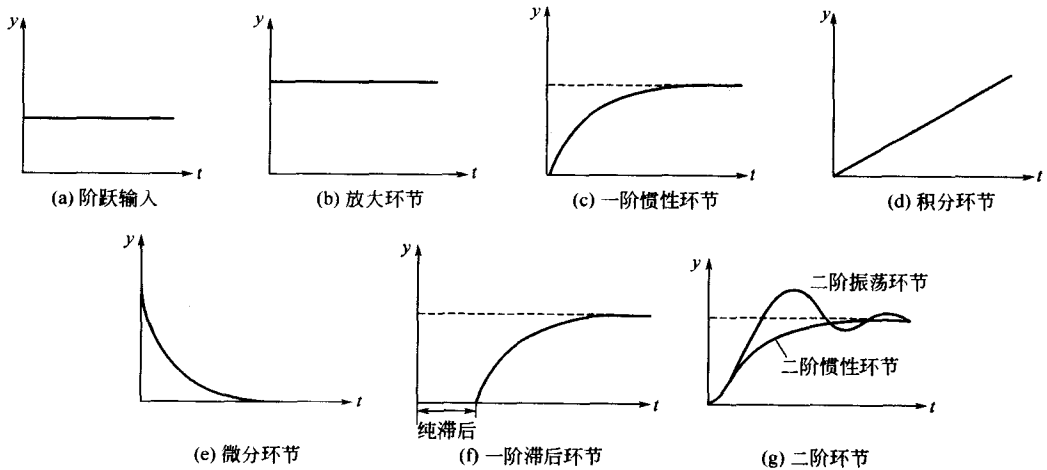 y
t
(a) 阶跃输入
y
t
(b) 放大环节
y
t
(c) 一阶惯性环节
y
t
(d) 积分环节
y
t
(e) 微分环节
y
t
纯滞后
(f) 一阶滞后环节
y
二阶振荡环节
二阶惯性环节
t
(g) 二阶环节